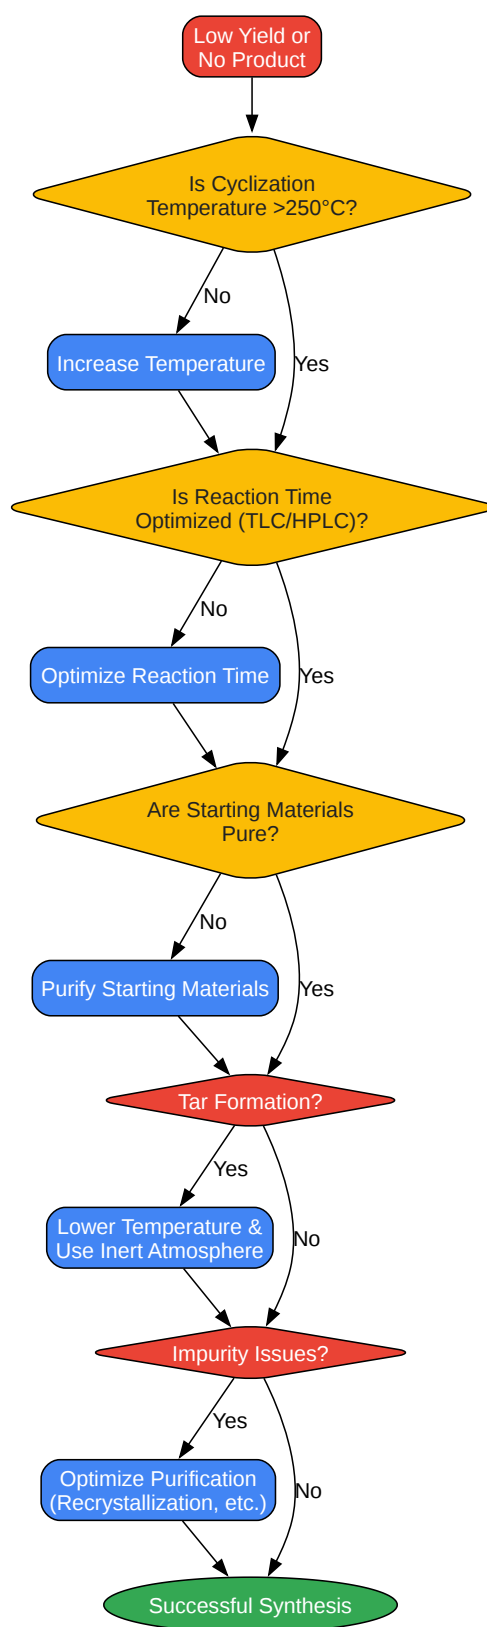 Low Yield or
No Product
Is Cyclization
Temperature >250°C?
No
Yes
Increase Temperature
Is Reaction Time
Optimized (TLC/HPLC)?
No
Yes
Optimize Reaction Time
Are Starting Materials
Pure?
No
Yes
Purify Starting Materials
Tar Formation?
Yes
No
Lower Temperature &
Use Inert Atmosphere
Impurity Issues?
Yes
No
Optimize Purification
(Recrystallization, etc.)
Successful Synthesis